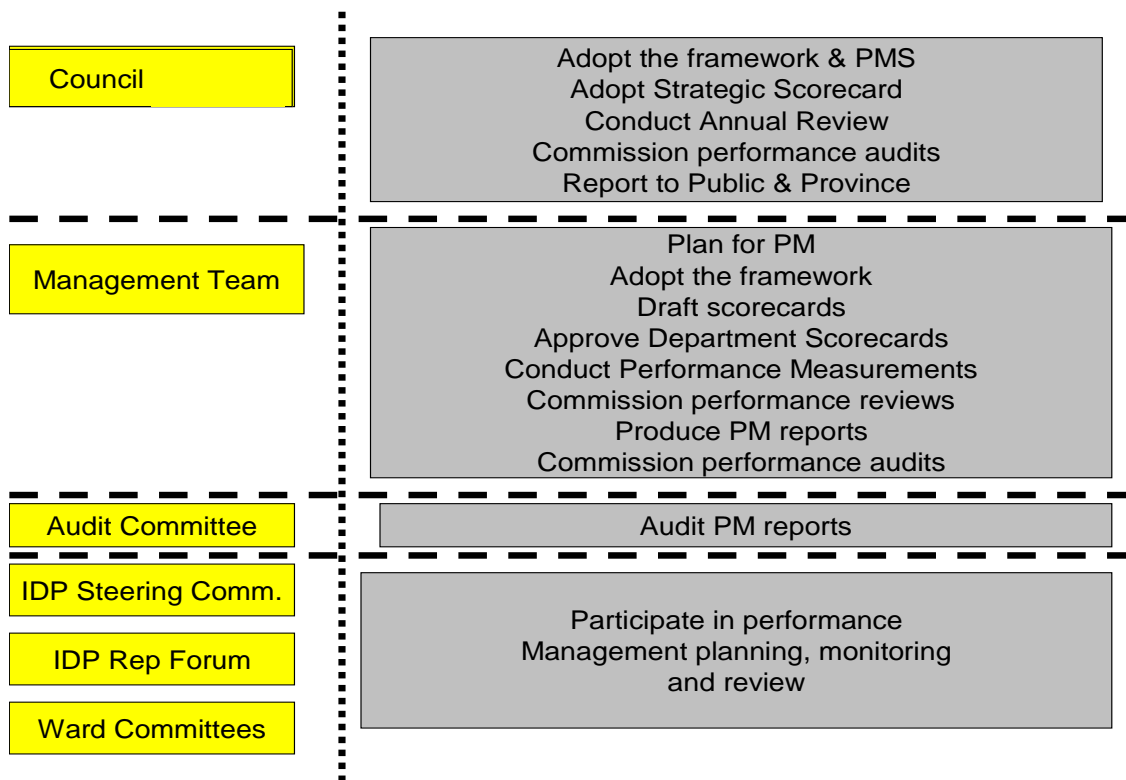 Council
Adopt the framework & PMS
Adopt Strategic Scorecard
Conduct Annual Review
Commission performance audits
Report to Public & Province
Management Team
Plan for PM
Adopt the framework
Draft scorecards
Approve Department Scorecards
Conduct Performance Measurements
Commission performance reviews
Produce PM reports
Commission performance audits
Audit Committee
Audit PM reports
IDP Steering Comm.
IDP Rep Forum
Ward Committees
Participate in performance
Management planning, monitoring
and review